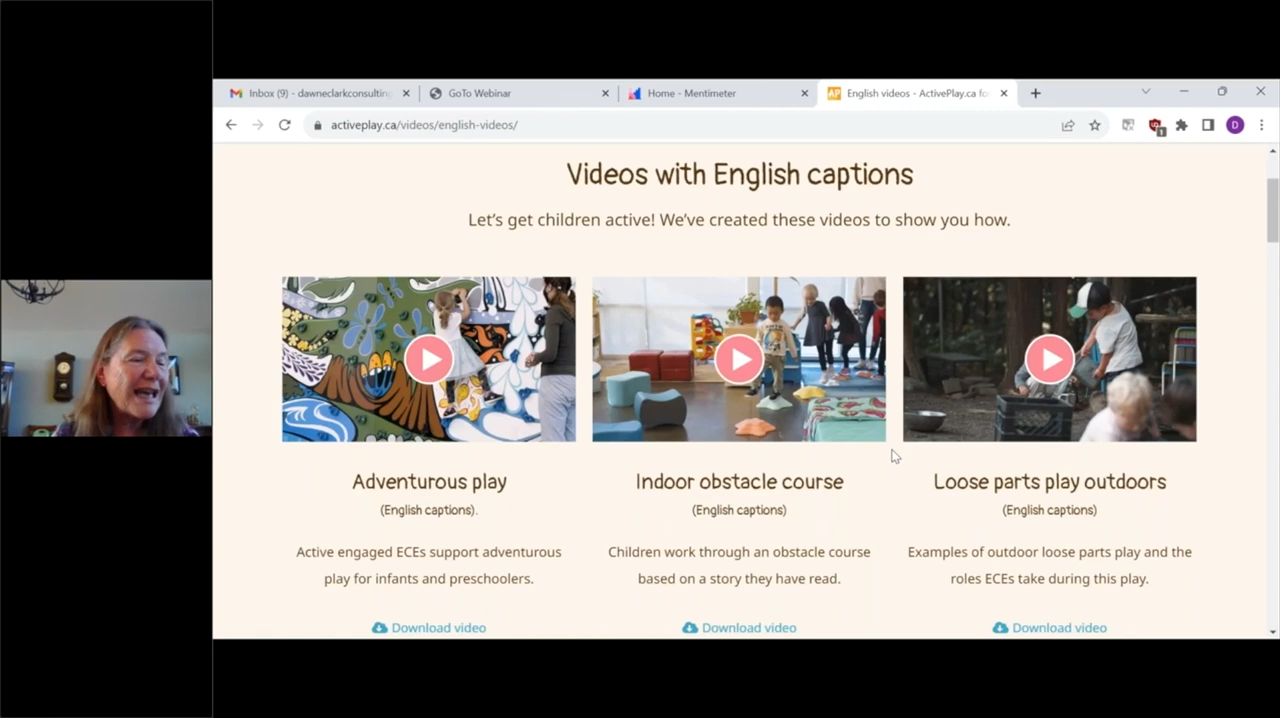 Inbox (9) - dawneclarkconsulting
GoTo Webinar
Home - Mentimeter
English videos - ActivePlay.ca fo
activeplay.ca/videos/english-videos/
1
D
Videos with English captions
Let's get children active! We've created these videos to show you how.
Adventurous play
(English captions).
Active engaged ECEs support adventurous
play for infants and preschoolers.
Download video
Indoor obstacle course
(English captions)
Children work through an obstacle course
based on a story they have read.
Download video
Loose parts play outdoors
(English captions)
Examples of outdoor loose parts play and the
roles ECEs take during this play.
Download video